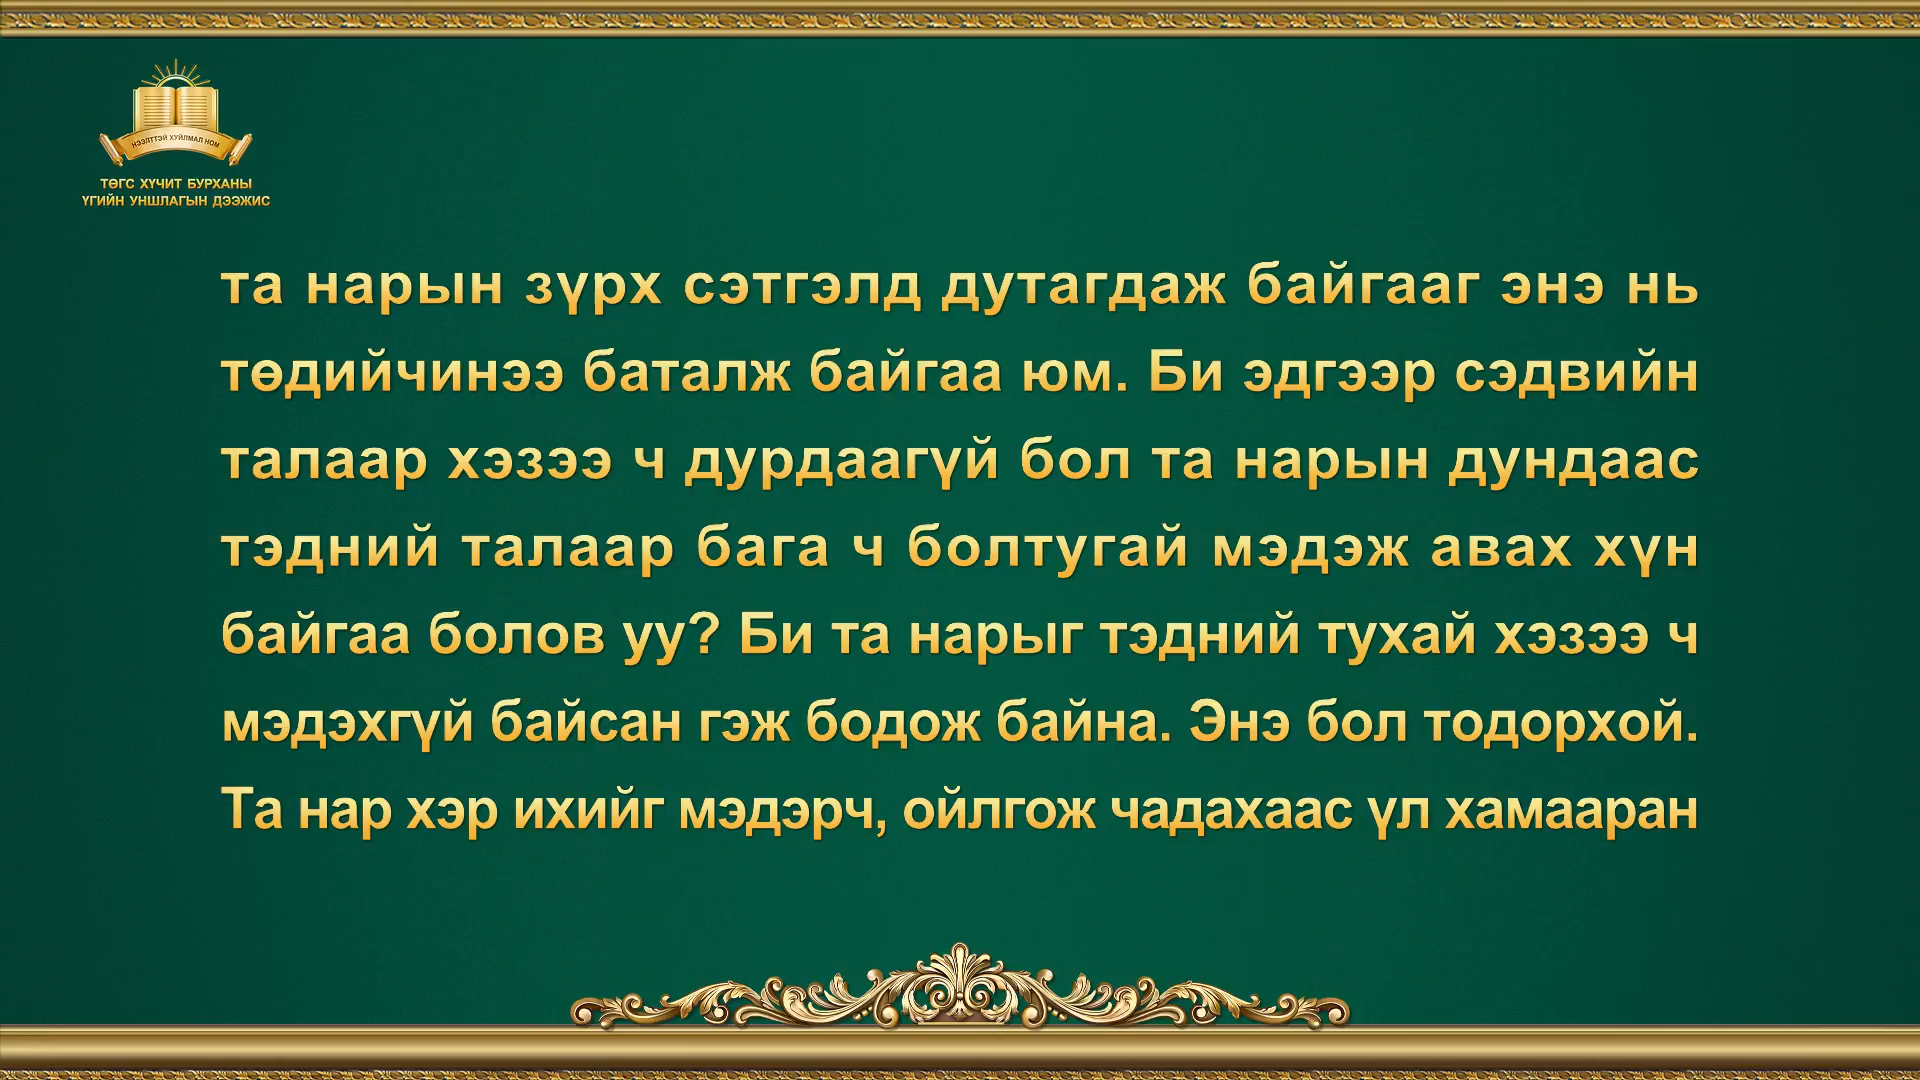 НЭЭЛТТЭЙ ХУЙЛМАЛ НОМ
ТӨГС ХҮЧИТ БУРХАНЫ
ҮГИЙН УНШЛАГЫН ДЭЭЖИС
та нарын зүрх сэтгэлд дутагдаж байгааг энэ нь
төдийчинээ баталж байгаа юм. Би эдгээр сэдвийн
талаар хэзээ ч дурдаагүй бол та нарын дундаас
тэдний талаар бага ч болтугай мэдэж авах хүн
байгаа болов уу? Би та нарыг тэдний тухай хэзээ ч
мэдэхгүй байсан гэж бодож байна. Энэ бол тодорхой.
Та нар хэр ихийг мэдэрч, ойлгож чадахаас үл хамааран